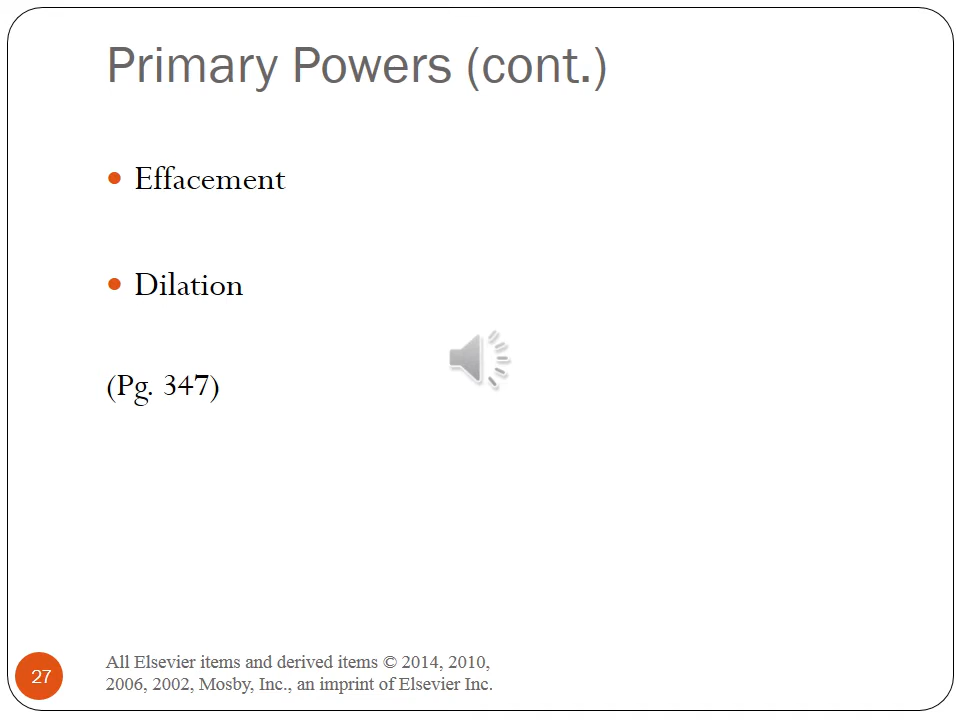 Primary Powers (cont.)
Effacement
Dilation
(Pg. 347)
27
All Elsevier items and derived items © 2014, 2010,
2006, 2002, Mosby, Inc., an imprint of Elsevier Inc.